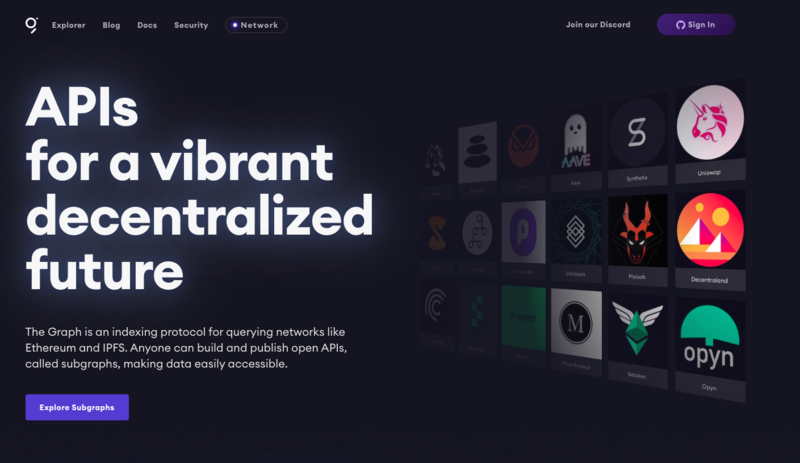 Explorer
Blog
Docs
Security
Network
Join our Discord
Sign In
APIs
for a vibrant
decentralized
future
The Graph is an indexing protocol for querying networks like
Ethereum and IPFS. Anyone can build and publish open APIs,
called subgraphs, making data easily accessible.
Explore Subgraphs
AAVE
Aave
Synthetix
Uniswap
DAOstack
Moloch
Decentraland
M
opyn
Opyn